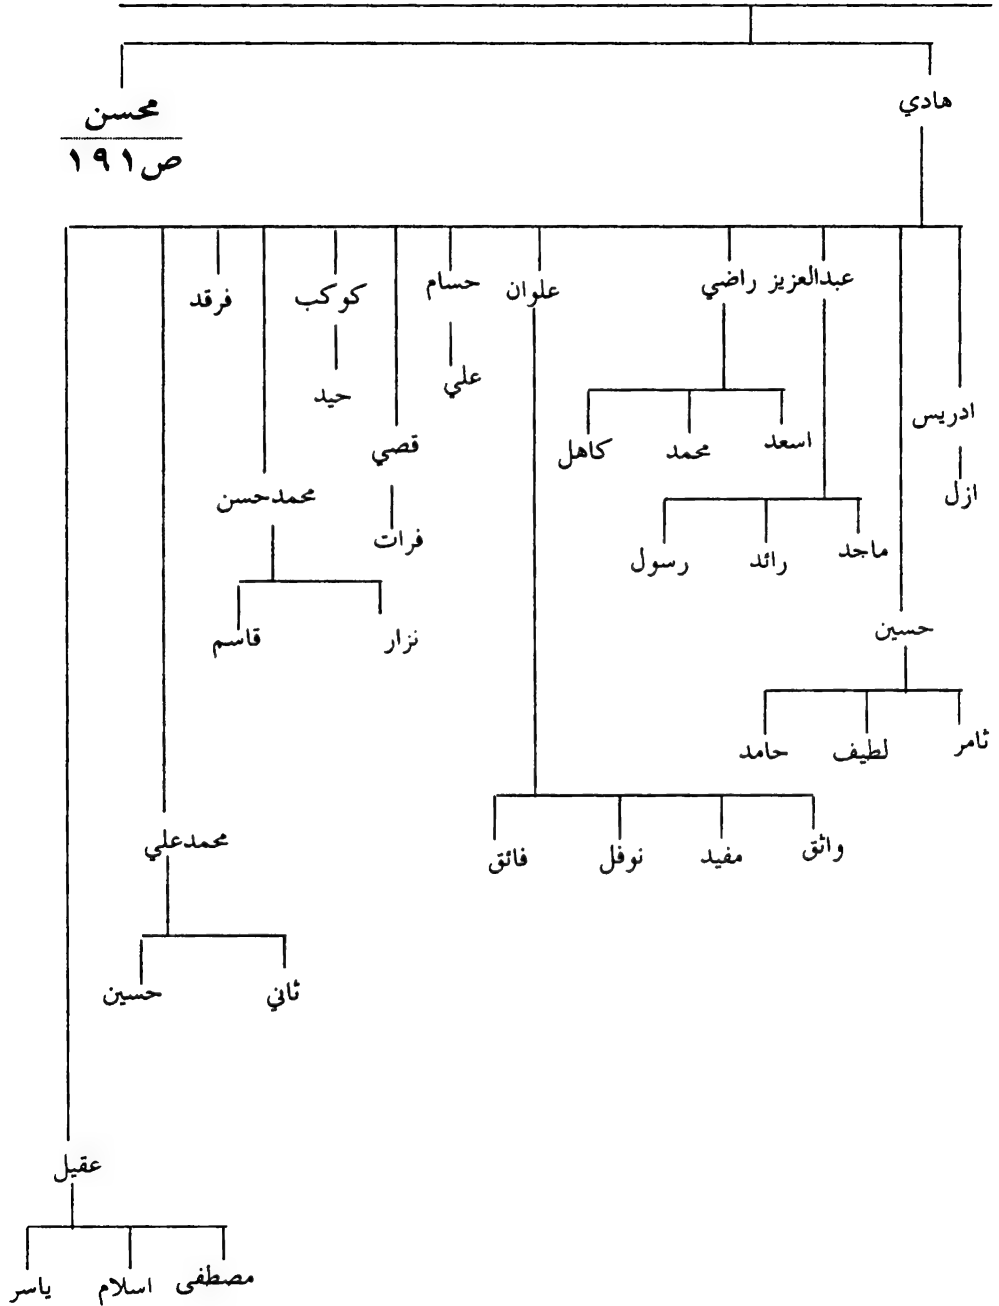 هادي
محسن
ص١٩١
عبدالعزيز
راضي
حسام
علوان
كوكب
فرقد
علي
حيد
ادريس
اسعد
محمد
كاهل
قصي
ازل
محمدحسن
فرات
ماجد
رائد
رسول
حسين
نزار
قاسم
ثامر
لطيف
حامد
محمدعلي
واثق
مفيد
نوفل
فائق
ثاني
حسين
عقيل
مصطفى
اسلام
ياسر